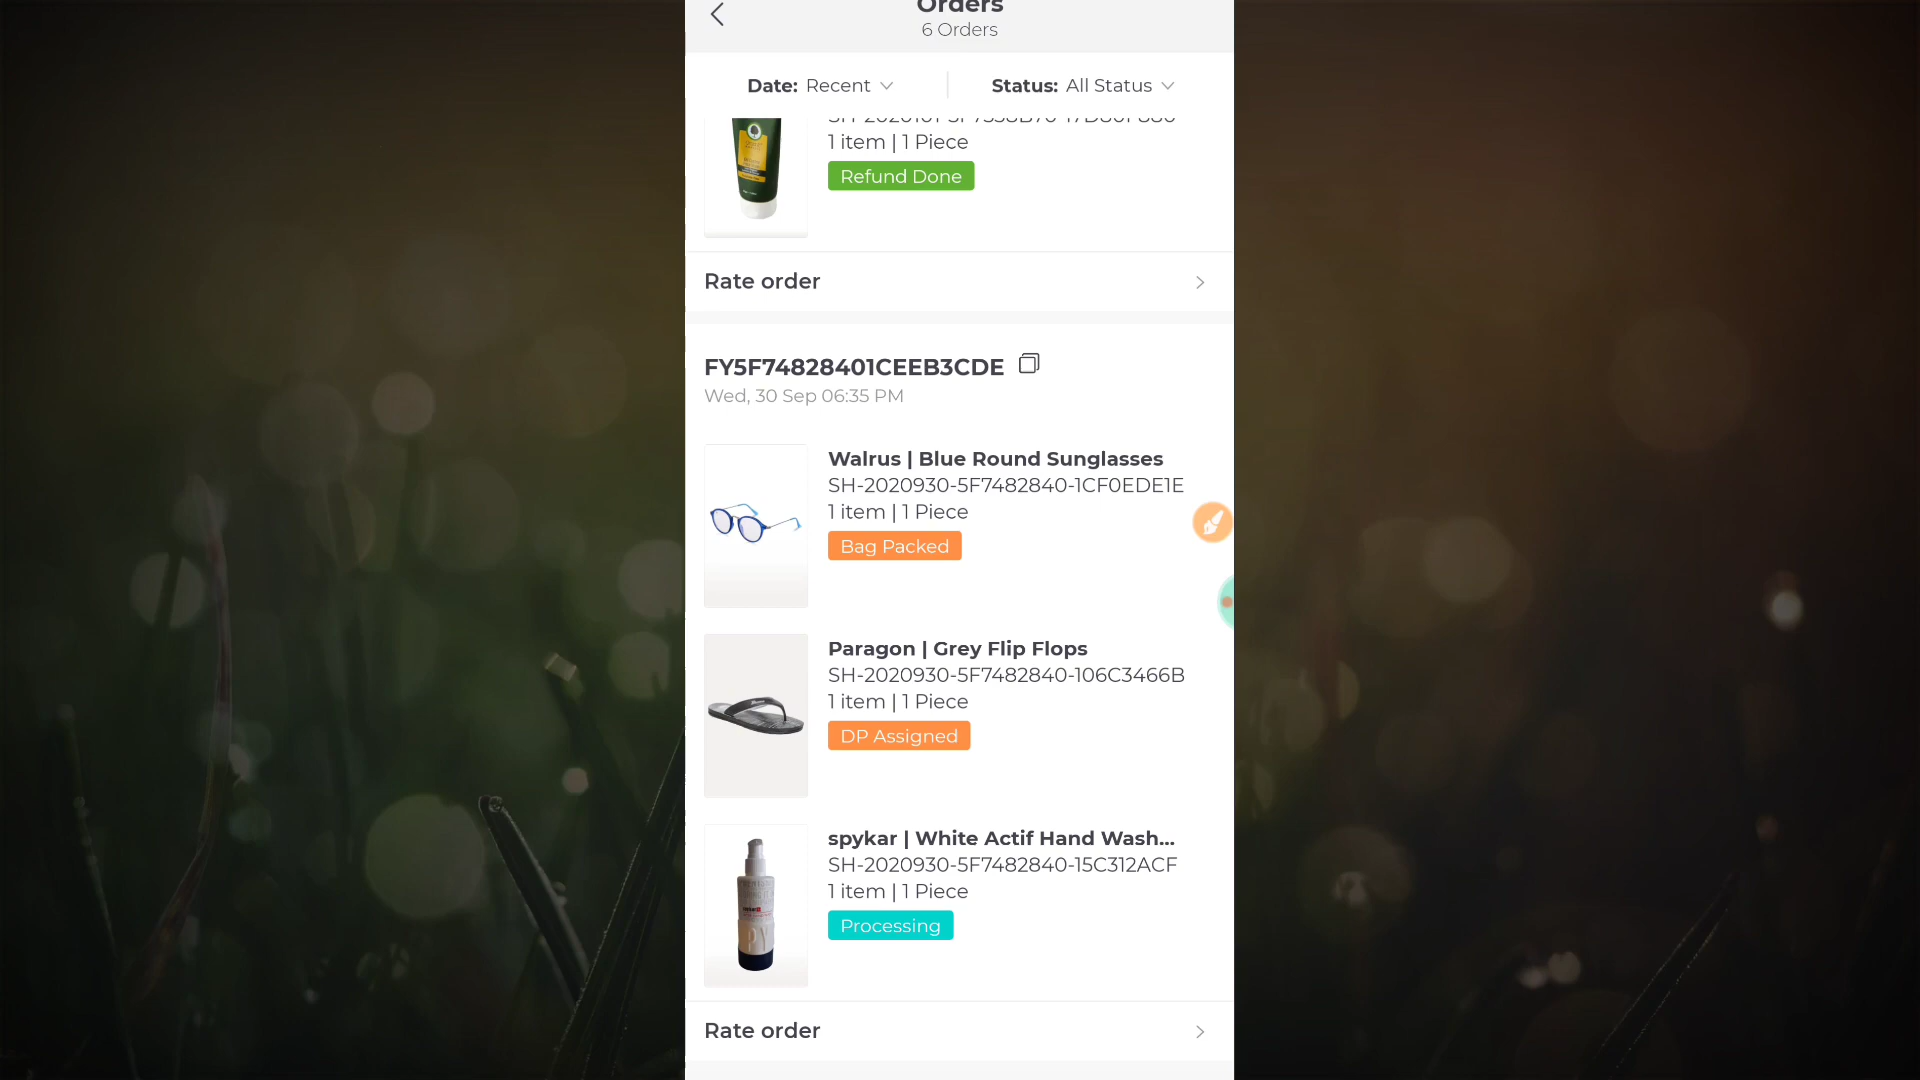 Orders
6 Orders
Date: Recent
Status: All Status
1 item | 1 Piece
Refund Done
Rate order
FY5F74828401CEEB3CDE
Wed, 30 Sep 06:35 PM
Walrus | Blue Round Sunglasses
SH-2020930-5F7482840-1CF0EDE1E
1 item | 1 Piece
Bag Packed
Paragon | Grey Flip Flops
SH-2020930-5F7482840-106C3466B
1 item | 1 Piece
DP Assigned
spykar | White Actif Hand Wash...
SH-2020930-5F7482840-15C312ACF
1 item | 1 Piece
Processing
Rate order